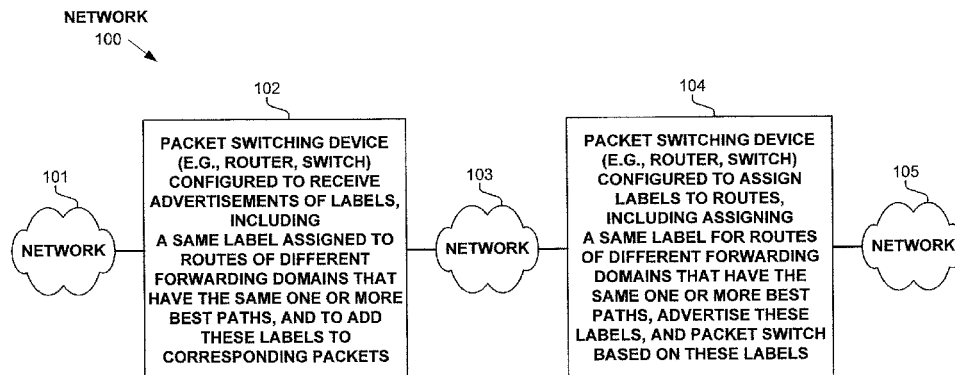 NETWORK
100
102
PACKET SWITCHING DEVICE
(E.G., ROUTER, SWITCH)
CONFIGURED TO RECEIVE
ADVERTISEMENTS OF LABELS,
INCLUDING
A SAME LABEL ASSIGNED TO
ROUTES OF DIFFERENT
FORWARDING DOMAINS THAT
HAVE THE SAME ONE OR MORE
BEST PATHS, AND TO ADD
THESE LABELS TO
CORRESPONDING PACKETS
104
PACKET SWITCHING DEVICE
(E.G., ROUTER, SWITCH)
CONFIGURED TO ASSIGN
LABELS TO ROUTES,
INCLUDING ASSIGNING
A SAME LABEL FOR ROUTES
OF DIFFERENT FORWARDING
DOMAINS THAT HAVE THE
SAME ONE OR MORE BEST
PATHS, ADVERTISE THESE
LABELS, AND PACKET SWITCH
BASED ON THESE LABELS
101
NETWORK
103
NETWORK
105
NETWORK